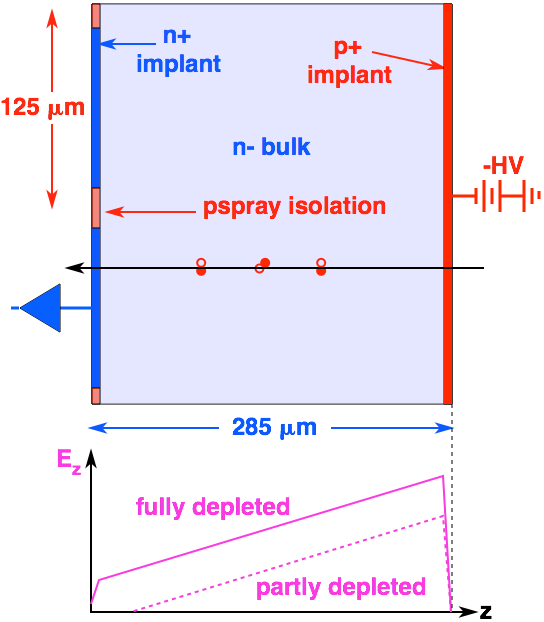 n+
implant
p+
implant
125 μm
n- bulk
-HV
pspray isolation
285 μm
Ez
fully depleted
partly depleted
z